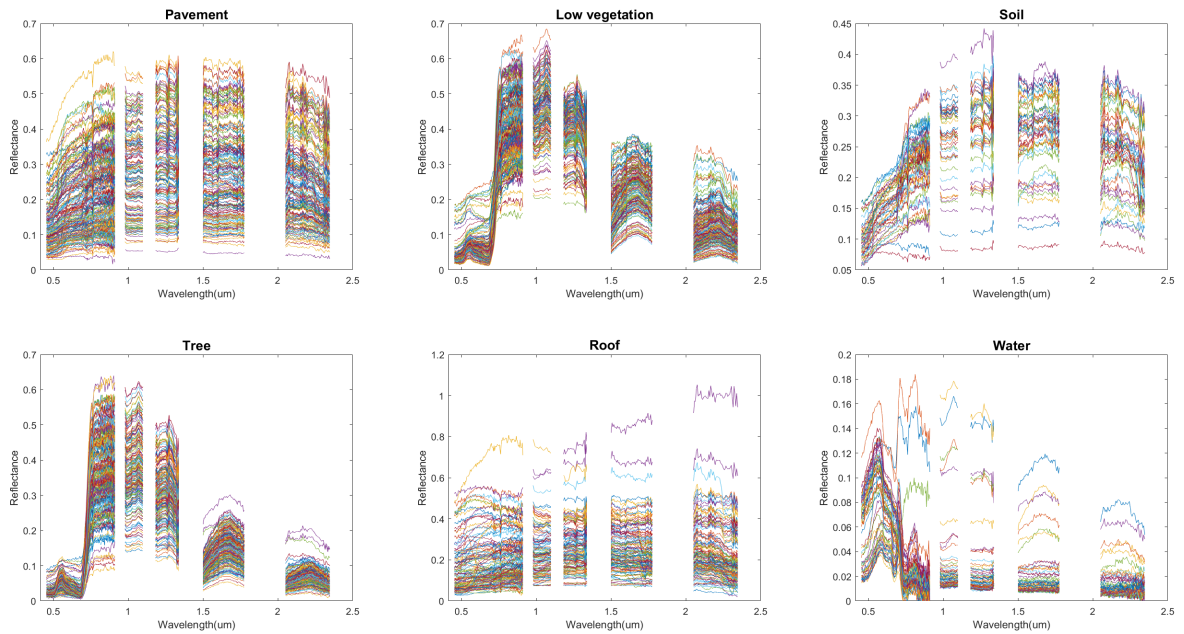 Pavement
0.7
0.6
0.5
0.4
0.3
0.2
0.1
0
Reflectance
0.5 1 1.5 2 2.5
Wavelength(um)
Low vegetation
0.7
0.6
0.5
0.4
0.3
0.2
0.1
0
Reflectance
0.5 1 1.5 2 2.5
Wavelength(um)
Soil
0.45
0.4
0.35
0.3
0.25
0.2
0.15
0.1
0.05
Reflectance
0.5 1 1.5 2 2.5
Wavelength(um)
Tree
0.7
0.6
0.5
0.4
0.3
0.2
0.1
0
Reflectance
0.5 1 1.5 2 2.5
Wavelength(um)
Roof
1.2
1
0.8
0.6
0.4
0.2
0
Reflectance
0.5 1 1.5 2 2.5
Wavelength(um)
Water
0.2
0.18
0.16
0.14
0.12
0.1
0.08
0.06
0.04
0.02
0
Reflectance
0.5 1 1.5 2 2.5
Wavelength(um)